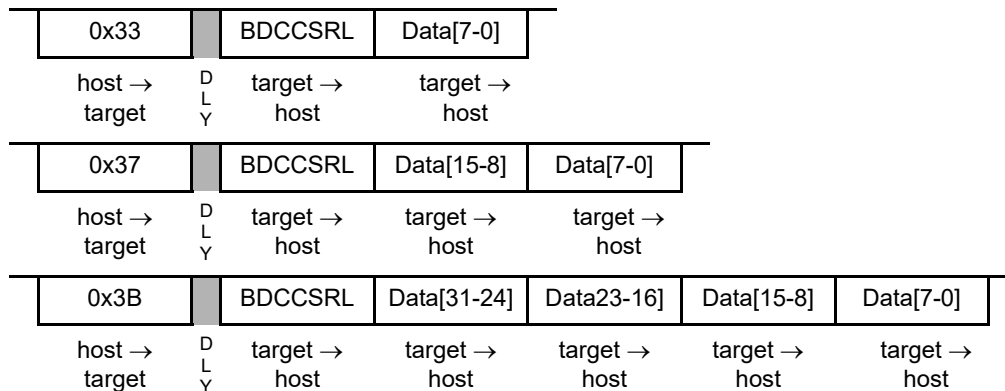 0x33 BDCCSRL Data[7-0]
host → D target → target →
target L host host
Y
0x37 BDCCSRL Data[15-8] Data[7-0]
host → D target → target → target →
target L host host host
Y
0x3B BDCCSRL Data[31-24] Data23-16] Data[15-8] Data[7-0]
host → D target → target → target → target → target →
target L host host host host host
Y